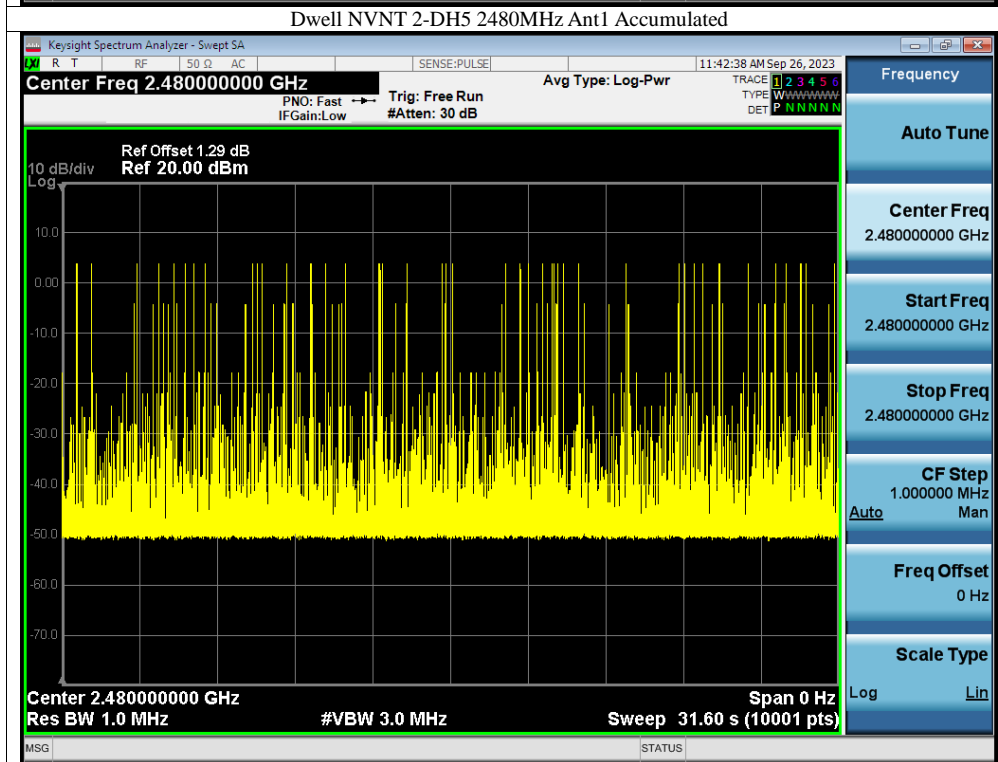 Dwell NVNT 2-DH5 2480MHz Ant1 Accumulated
Keysight Spectrum Analyzer - Swept SA
LXI R T RF 50 Ω AC SENSE:PULSE 11:42:38 AM Sep 26, 2023
Center Freq 2.480000000 GHz
PNO: Fast
IFGain:Low
Trig: Free Run
#Atten: 30 dB
Avg Type: Log-Pwr
TRACE 1 2 3 4 5 6
TYPE WWWWWW
DET P NNNNN
Ref Offset 1.29 dB
10 dB/div Ref 20.00 dBm
Log
10.0
0.00
-10.0
-20.0
-30.0
-40.0
-50.0
-60.0
-70.0
Center 2.480000000 GHz Span 0 Hz
Res BW 1.0 MHz #VBW 3.0 MHz Sweep 31.60 s (10001 pts)
MSG STATUS
Frequency
Auto Tune
Center Freq
2.480000000 GHz
Start Freq
2.480000000 GHz
Stop Freq
2.480000000 GHz
CF Step
1.000000 MHz
Auto Man
Freq Offset
0 Hz
Scale Type
Log Lin